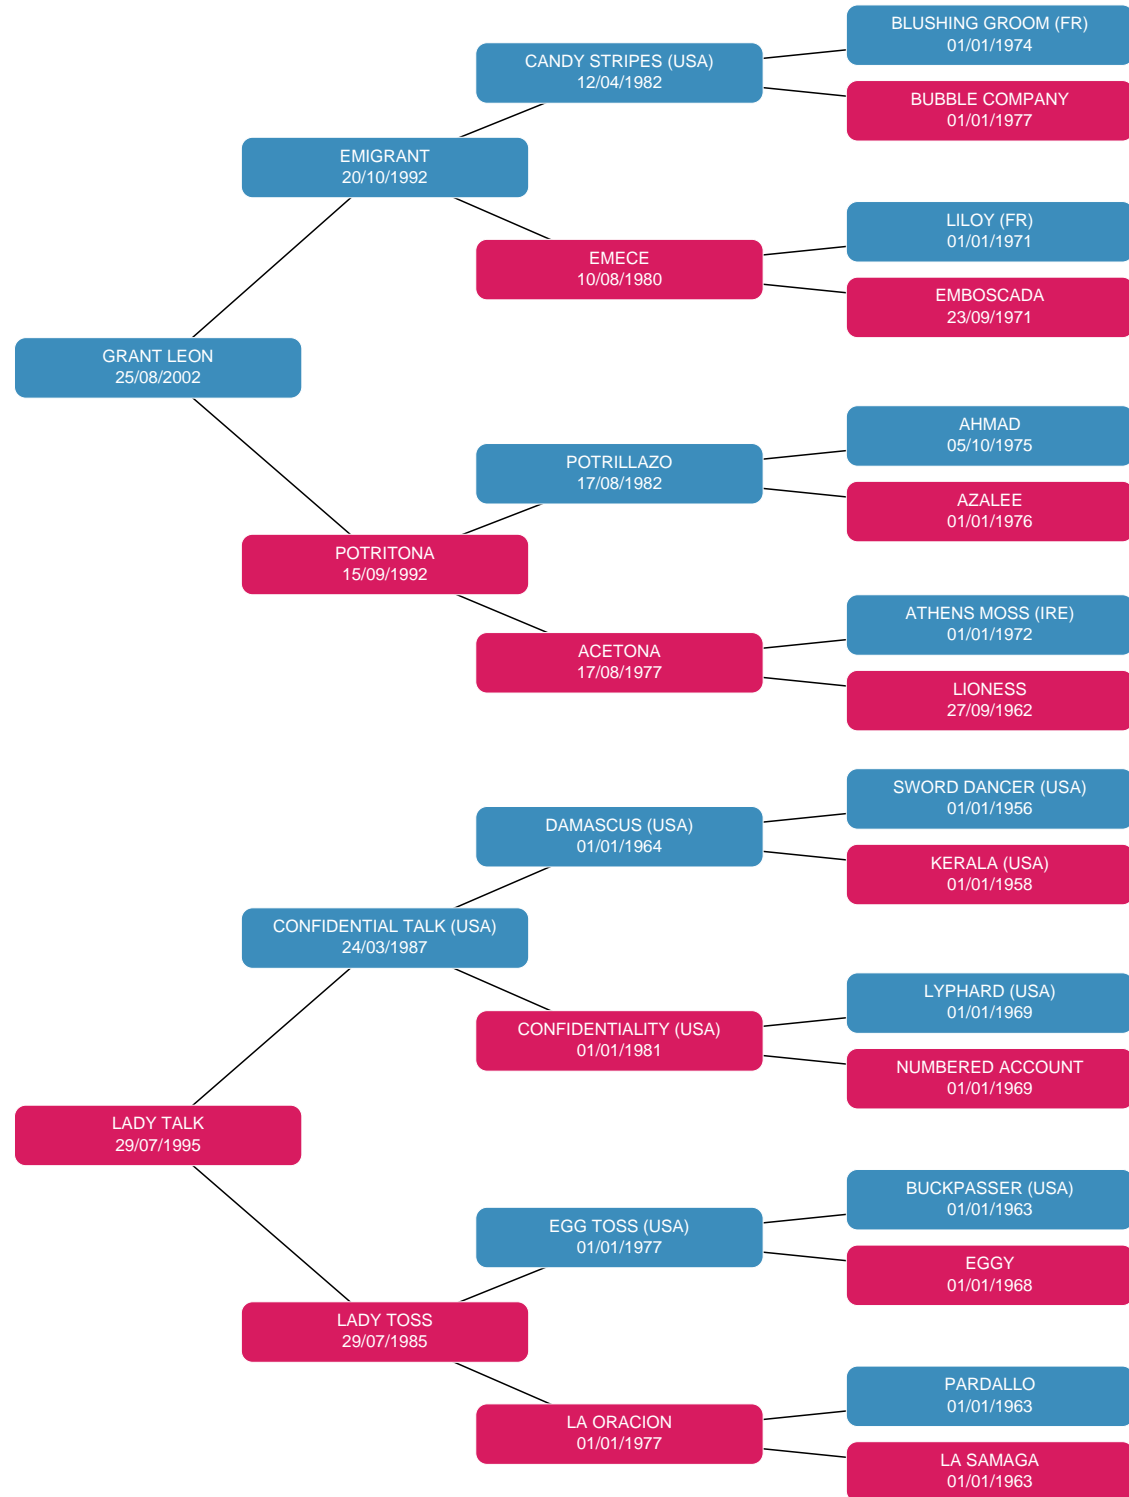 BLUSHING GROOM (FR)
01/01/1974
CANDY STRIPES (USA)
12/04/1982
BUBBLE COMPANY
01/01/1977
EMIGRANT
20/10/1992
LILOY (FR)
01/01/1971
EMECE
10/08/1980
EMBOSCADA
23/09/1971
GRANT LEON
25/08/2002
AHMAD
05/10/1975
POTRILLAZO
17/08/1982
AZALEE
01/01/1976
POTRITONA
15/09/1992
ATHENS MOSS (IRE)
01/01/1972
ACETONA
17/08/1977
LIONESS
27/09/1962
SWORD DANCER (USA)
01/01/1956
DAMASCUS (USA)
01/01/1964
KERALA (USA)
01/01/1958
CONFIDENTIAL TALK (USA)
24/03/1987
LYPHARD (USA)
01/01/1969
CONFIDENTIALITY (USA)
01/01/1981
NUMBERED ACCOUNT
01/01/1969
LADY TALK
29/07/1995
BUCKPASSER (USA)
01/01/1963
EGG TOSS (USA)
01/01/1977
EGGY
01/01/1968
LADY TOSS
29/07/1985
PARDALLO
01/01/1963
LA ORACION
01/01/1977
LA SAMAGA
01/01/1963